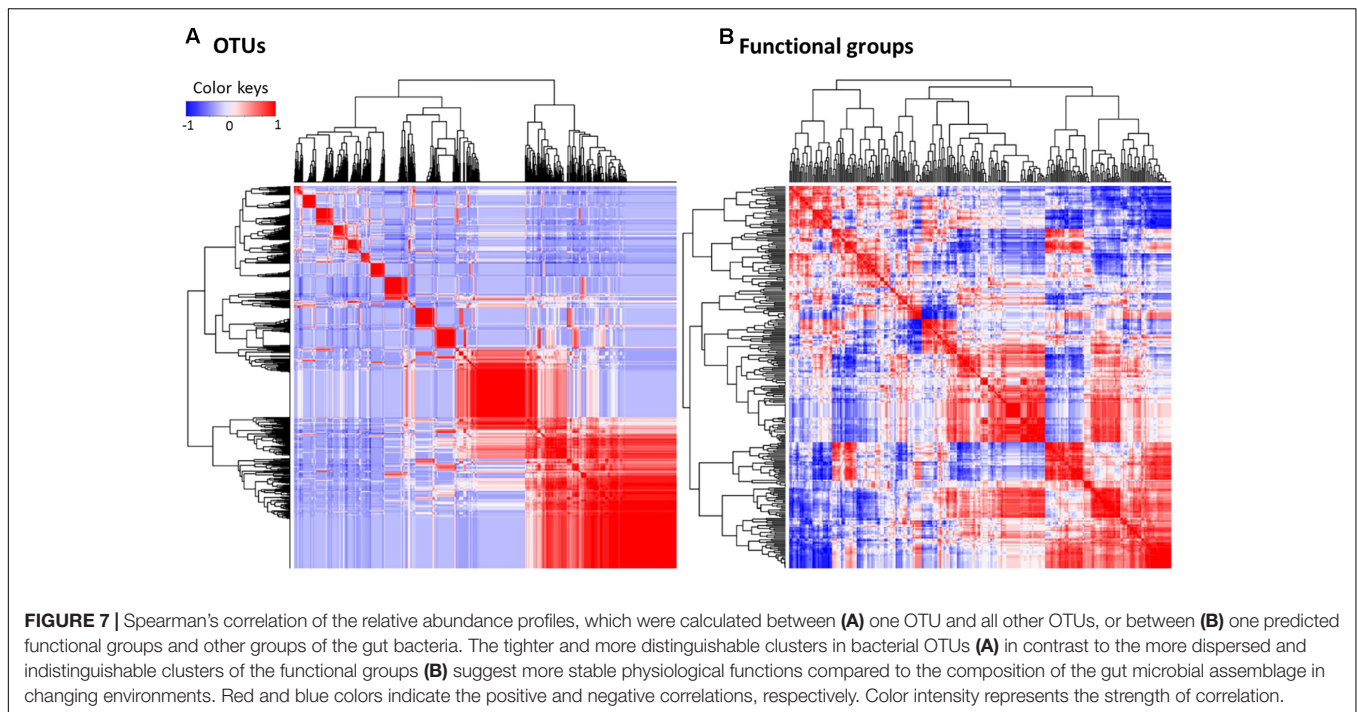 A OTUs
B Functional groups
Color keys
-1 0 1
FIGURE 7 | Spearman's correlation of the relative abundance profiles, which were calculated between (A) one OTU and all other OTUs, or between (B) one predicted
functional groups and other groups of the gut bacteria. The tighter and more distinguishable clusters in bacterial OTUs (A) in contrast to the more dispersed and
indistinguishable clusters of the functional groups (B) suggest more stable physiological functions compared to the composition of the gut microbial assemblage in
changing environments. Red and blue colors indicate the positive and negative correlations, respectively. Color intensity represents the strength of correlation.